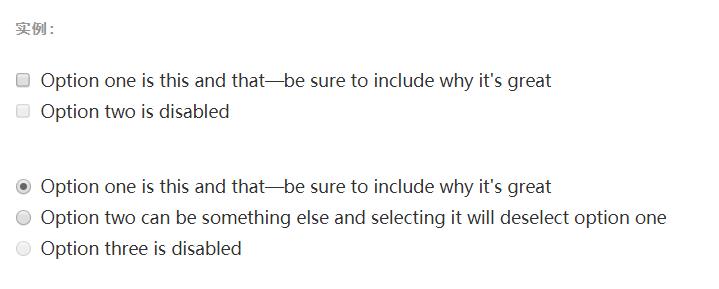 实例：
Option one is this and that—be sure to include why it's great
Option two is disabled
Option one is this and that—be sure to include why it's great
Option two can be something else and selecting it will deselect option one
Option three is disabled